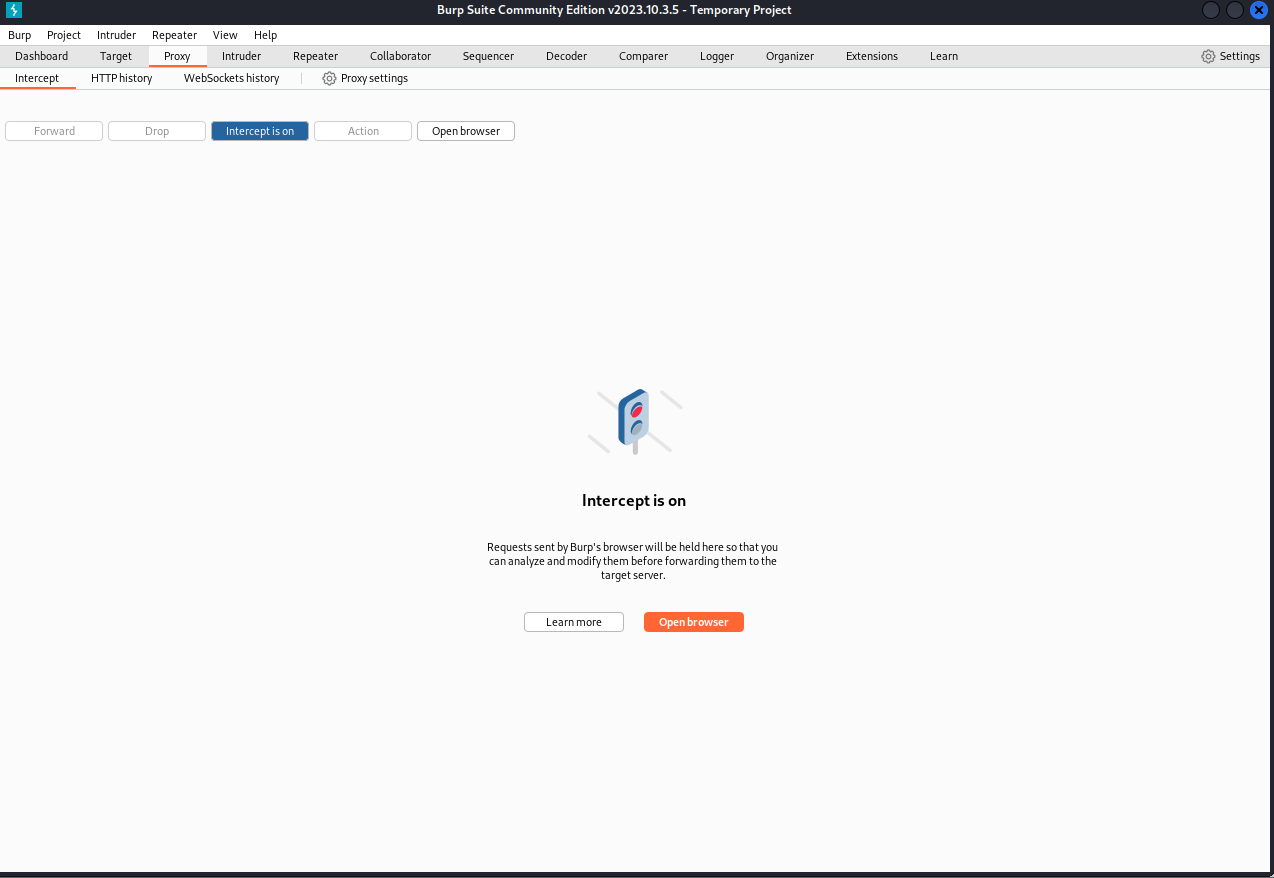 Burp Suite Community Edition v2023.10.3.5 - Temporary Project
Burp Project Intruder Repeater View Help
Dashboard Target Proxy Intruder Repeater Collaborator Sequencer Decoder Comparer Logger Organizer Extensions Learn Settings
Intercept HTTP history WebSockets history Proxy settings
Forward Drop Intercept is on Action Open browser
Intercept is on
Requests sent by Burp's browser will be held here so that you
can analyze and modify them before forwarding them to the
target server.
Learn more Open browser